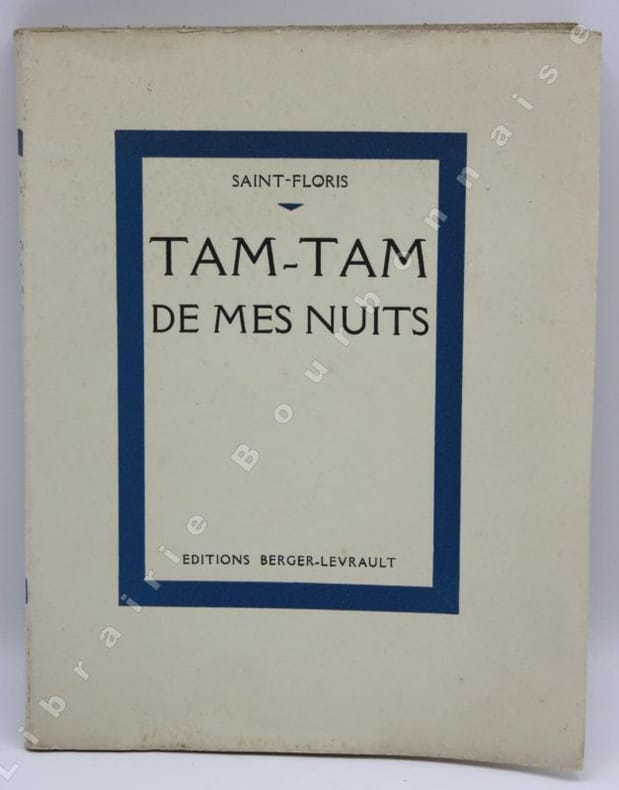 SAINT-FLORIS
TAM-TAM
DE MES NUITS
EDITIONS BERGER-LEVRAULT
Librairie Bourbonnaise